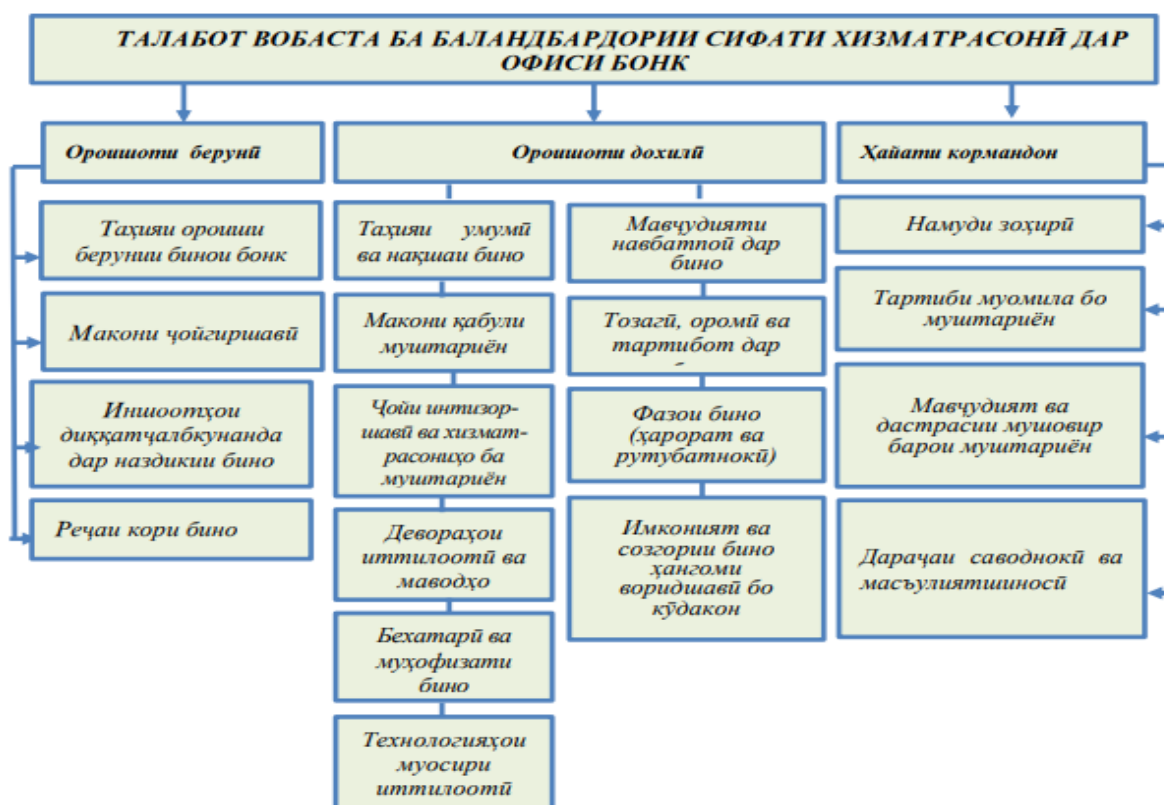 ТАЛАБОТ ВОБАСТА БА БАЛАНДБАРДОРИИ СИФАТИ ХИЗМАТРАСОНӢ ДАР
ОФИСИ БОНК
Ороишоти берунӣ
Таҳияи ороиши
берунии бинои бонк
Макони ҷойгиршавӣ
Иншоотҳои
диққатҷалбкунанда
дар наздикии бино
Реҷаи кори бино
Ороишоти дохилӣ
Таҳияи умумӣ
ва нақшаи бино
Макони қабули
муштариён
Ҷойи интизор-
шавӣ ва хизмат-
расониҳо ба
муштариён
Девораҳои
иттилоотӣ ва
маводҳо
Бехатарӣ ва
муҳофизати
бино
Технологияҳои
муосири
иттилоотӣ
Мавҷудияти
навбатпоӣ дар
бино
Тозагӣ, оромӣ ва
тартибот дар
Фазои бино
(ҳарорат ва
рутубатнокӣ)
Имконият ва
созгории бино
ҳангоми
воридшавӣ бо
кӯдакон
Ҳайати кормандон
Намуди зоҳирӣ
Тартиби муомила бо
муштариён
Мавҷудият ва
дастрасии мушовир
барои муштариён
Дараҷаи саводнокӣ ва
масъулиятшиносӣ